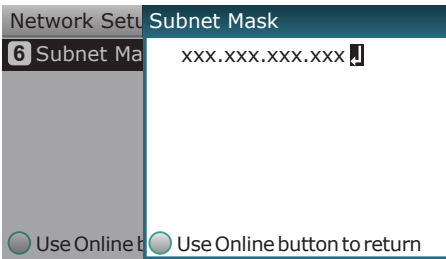 Network Setu
Subnet Mask
6 Subnet Ma
xxx.xxx.xxx.xxx
Use Online b
Use Online button to return